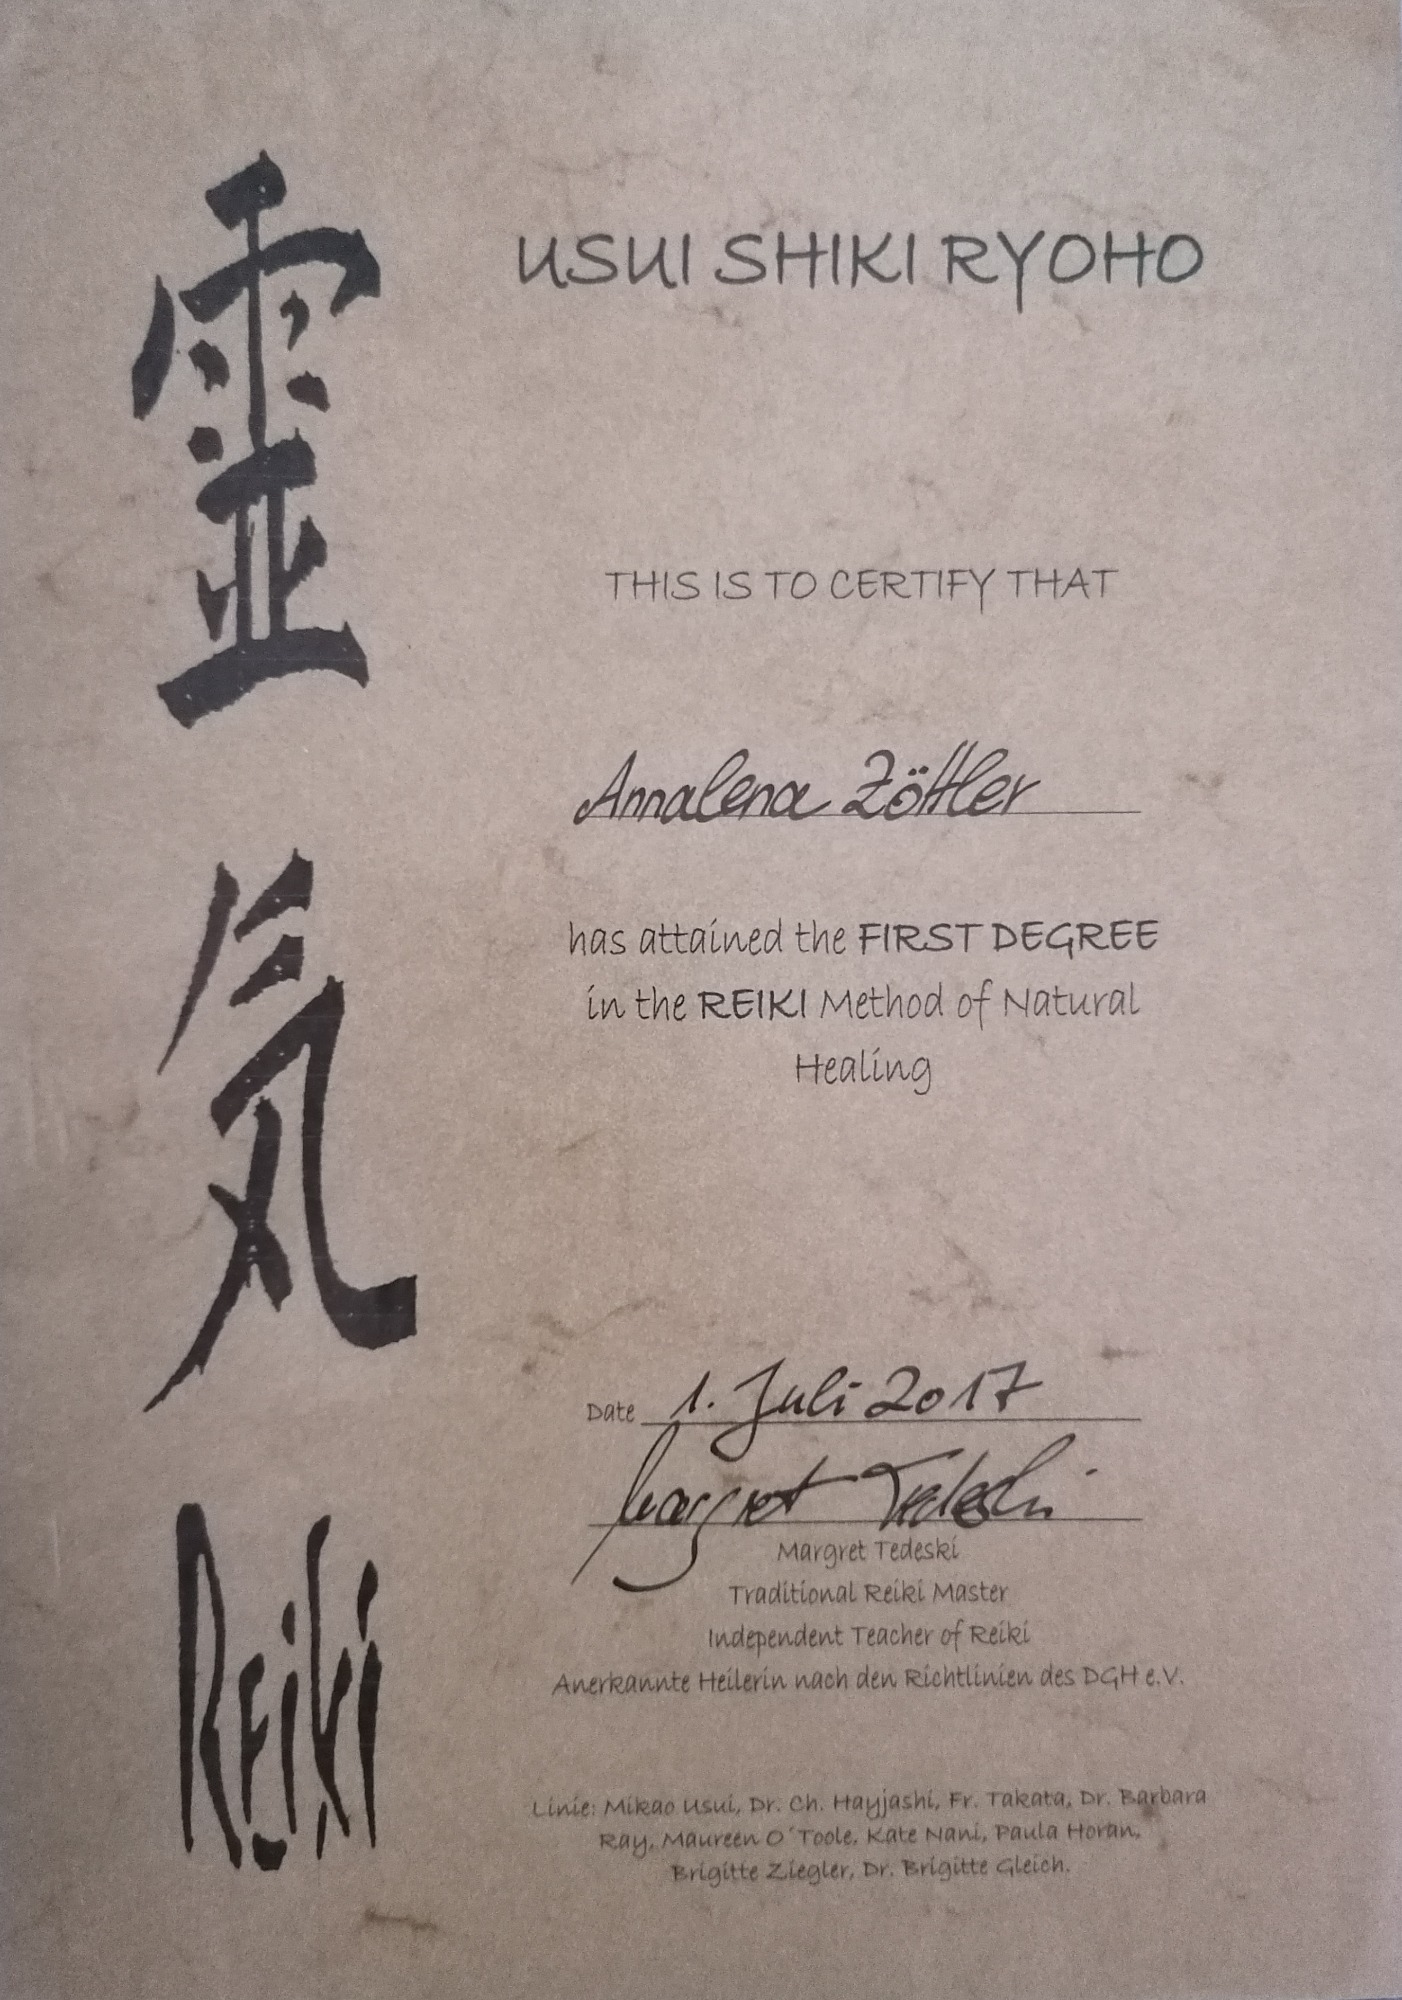 靈
気
Reiki
USUI SHIKI RYOHO
THIS IS TO CERTIFY THAT
Annalena Zöttler
has attained the FIRST DEGREE
in the REIKI Method of Natural
Healing
Date 1. Juli 2017
Margret Tedeski
Margret Tedeski
Traditional Reiki Master
Independent Teacher of Reiki
Anerkannte Heilerin nach den Richtlinien des DGH e.V.
Linie: Mikao Usui, Dr. Ch. Hayjashi, Fr. Takata, Dr. Barbara
Ray, Maureen O´Toole, Kate Nani, Paula Horan,
Brigitte Ziegler, Dr. Brigitte Gleich.